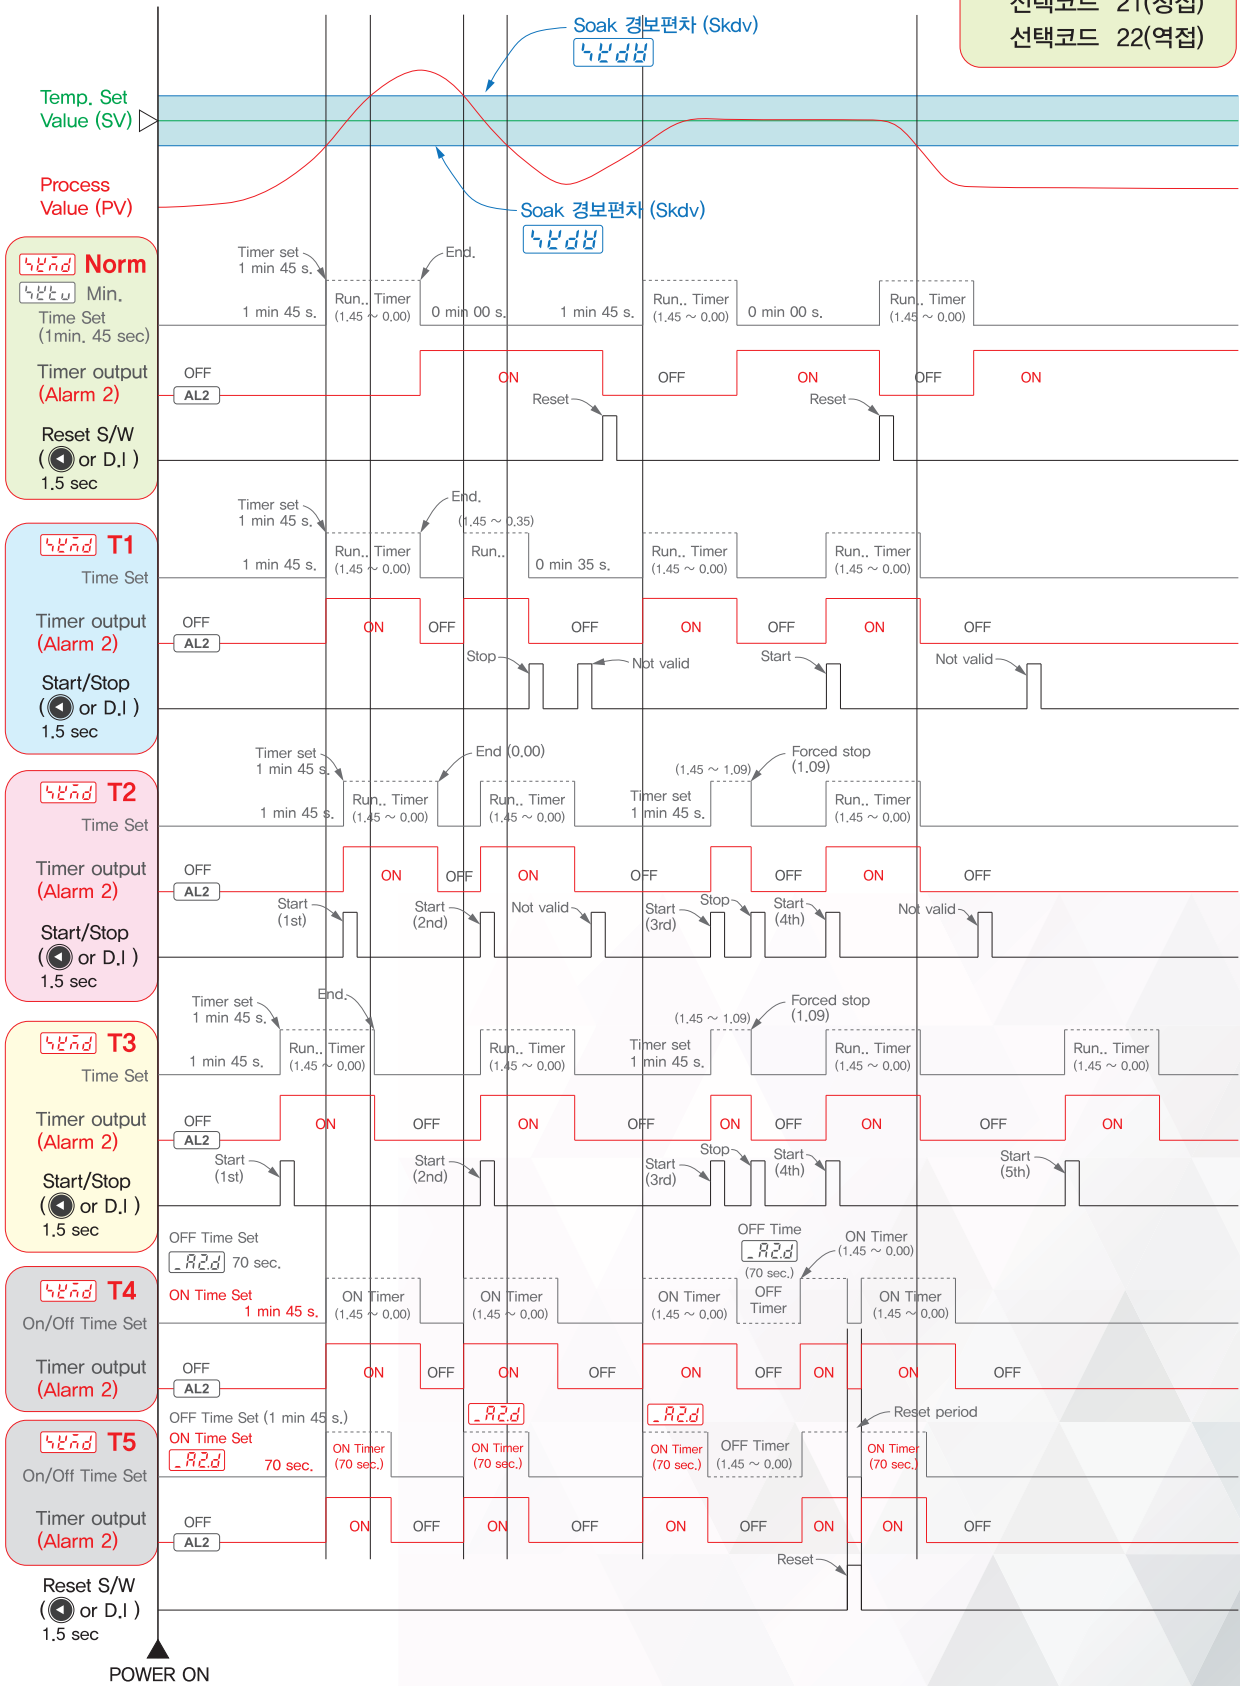 선택코드 21(정접)
선택코드 22(역접)
Soak 경보편차 (Skdv)
Temp. Set
Value (SV)
Process
Value (PV)
Soak 경보편차 (Skdv)
Norm
Min.
Time Set
(1min. 45 sec)
Timer set
1 min 45 s.
End.
1 min 45 s.
Run.. Timer
(1.45 ~ 0.00)
0 min 00 s.
1 min 45 s.
Run.. Timer
(1.45 ~ 0.00)
0 min 00 s.
Run.. Timer
(1.45 ~ 0.00)
Timer output
(Alarm 2)
OFF
AL2
ON
OFF
ON
OFF
ON
Reset S/W
( or D.I )
1.5 sec
Reset
Reset
T1
Time Set
Timer set
1 min 45 s.
End.
(1.45 ~ 0.35)
1 min 45 s.
Run.. Timer
(1.45 ~ 0.00)
Run..
0 min 35 s.
Run.. Timer
(1.45 ~ 0.00)
Run.. Timer
(1.45 ~ 0.00)
Timer output
(Alarm 2)
OFF
AL2
ON
OFF
OFF
ON
OFF
ON
OFF
Start/Stop
( or D.I )
1.5 sec
Stop
Not valid
Start
Not valid
T2
Time Set
Timer set
1 min 45 s.
End (0.00)
1 min 45 s.
Run.. Timer
(1.45 ~ 0.00)
Run.. Timer
(1.45 ~ 0.00)
Timer set
1 min 45 s.
(1.45 ~ 1.09)
Forced stop
(1.09)
Run.. Timer
(1.45 ~ 0.00)
Timer output
(Alarm 2)
OFF
AL2
ON
OFF
ON
OFF
OFF
ON
OFF
Start/Stop
( or D.I )
1.5 sec
Start
(1st)
Start
(2nd)
Not valid
Start
(3rd)
Stop
Start
(4th)
Not valid
T3
Time Set
Timer set
1 min 45 s.
End.
1 min 45 s.
Run.. Timer
(1.45 ~ 0.00)
Run.. Timer
(1.45 ~ 0.00)
Timer set
1 min 45 s.
(1.45 ~ 1.09)
Forced stop
(1.09)
Run.. Timer
(1.45 ~ 0.00)
Run.. Timer
(1.45 ~ 0.00)
Timer output
(Alarm 2)
OFF
AL2
ON
OFF
ON
OFF
ON
OFF
ON
OFF
ON
Start/Stop
( or D.I )
1.5 sec
Start
(1st)
Start
(2nd)
Start
(3rd)
Stop
Start
(4th)
Start
(5th)
OFF Time Set
_A2.d 70 sec.
OFF Time
_A2.d
(70 sec.)
ON Timer
(1.45 ~ 0.00)
T4
On/Off Time Set
ON Time Set
1 min 45 s.
ON Timer
(1.45 ~ 0.00)
ON Timer
(1.45 ~ 0.00)
ON Timer
(1.45 ~ 0.00)
OFF
Timer
ON Timer
(1.45 ~ 0.00)
Timer output
(Alarm 2)
OFF
AL2
ON
OFF
ON
OFF
ON
OFF
ON
ON
OFF
OFF Time Set (1 min 45 s.)
_A2.d
_A2.d
Reset period
T5
On/Off Time Set
ON Time Set
_A2.d 70 sec.
ON Timer
(70 sec.)
ON Timer
(70 sec.)
ON Timer
(70 sec.)
OFF Timer
(1.45 ~ 0.00)
ON Timer
(70 sec.)
Timer output
(Alarm 2)
OFF
AL2
ON
OFF
ON
OFF
ON
OFF
ON
ON
OFF
Reset S/W
( or D.I )
1.5 sec
Reset
POWER ON